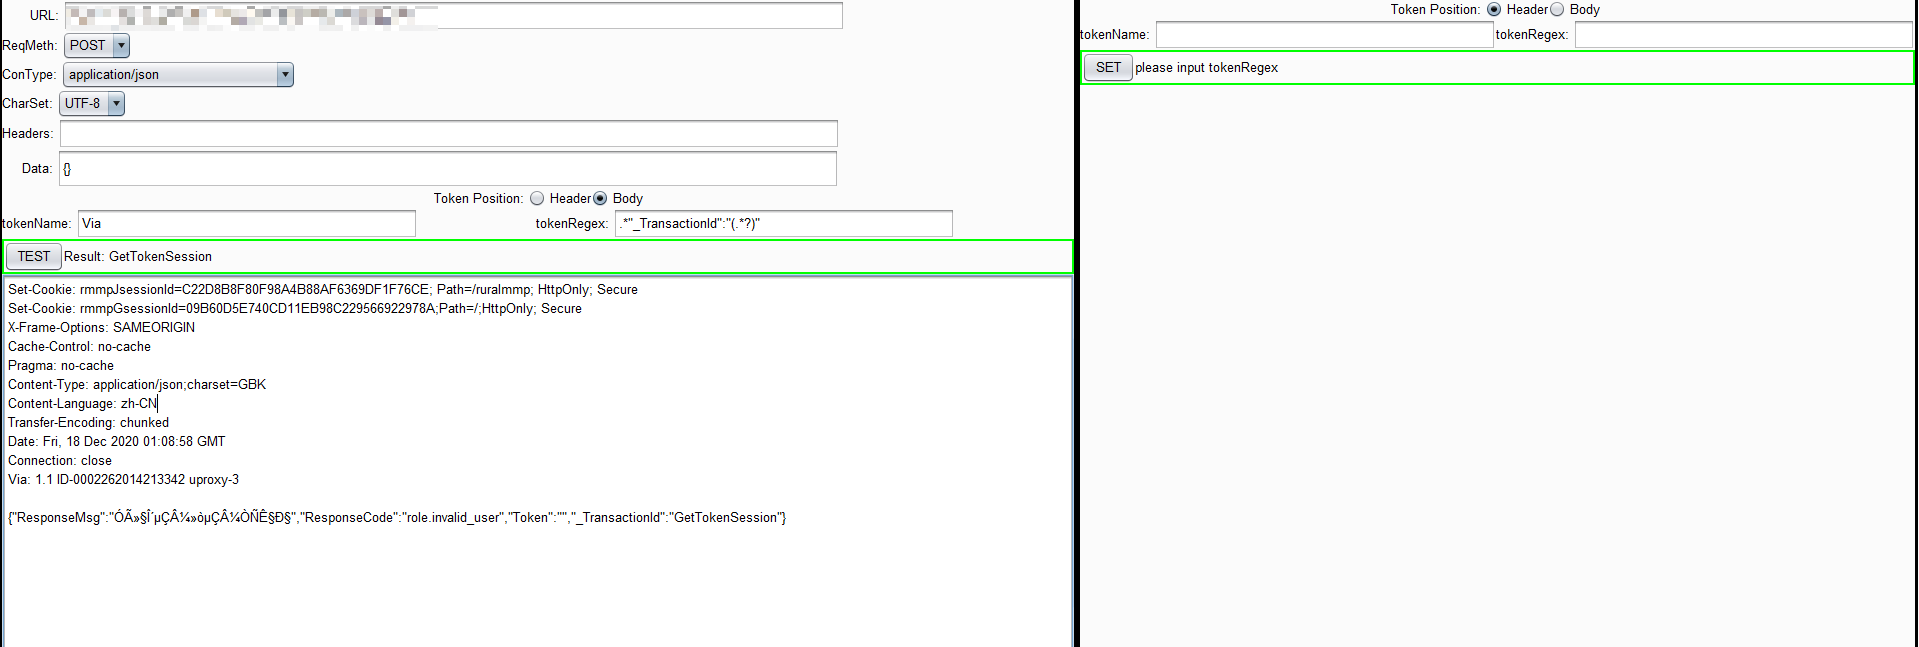 URL:
ReqMeth: POST
ConType: application/json
CharSet: UTF-8
Headers:
Data: {}
Token Position: Header Body
tokenName: Via tokenRegex: .*"_TransactionId":"(.*?)"
TEST Result: GetTokenSession
Set-Cookie: rmmpJsessionId=C22D8B8F80F98A4B88AF6369DF1F76CE; Path=/ruralmmp; HttpOnly; Secure
Set-Cookie: rmmpGsessionId=09B60D5E740CD11EB98C229566922978A;Path=/;HttpOnly; Secure
X-Frame-Options: SAMEORIGIN
Cache-Control: no-cache
Pragma: no-cache
Content-Type: application/json;charset=GBK
Content-Language: zh-CN
Transfer-Encoding: chunked
Date: Fri, 18 Dec 2020 01:08:58 GMT
Connection: close
Via: 1.1 ID-0002262014213342 uproxy-3
{"ResponseMsg":"ÓÃ»§Î´µÇÂ¼»òµÇÂ¼ÒÑÊ§Ð§","ResponseCode":"role.invalid_user","Token":"","_TransactionId":"GetTokenSession"}
Token Position: Header Body
tokenName: tokenRegex:
SET please input tokenRegex